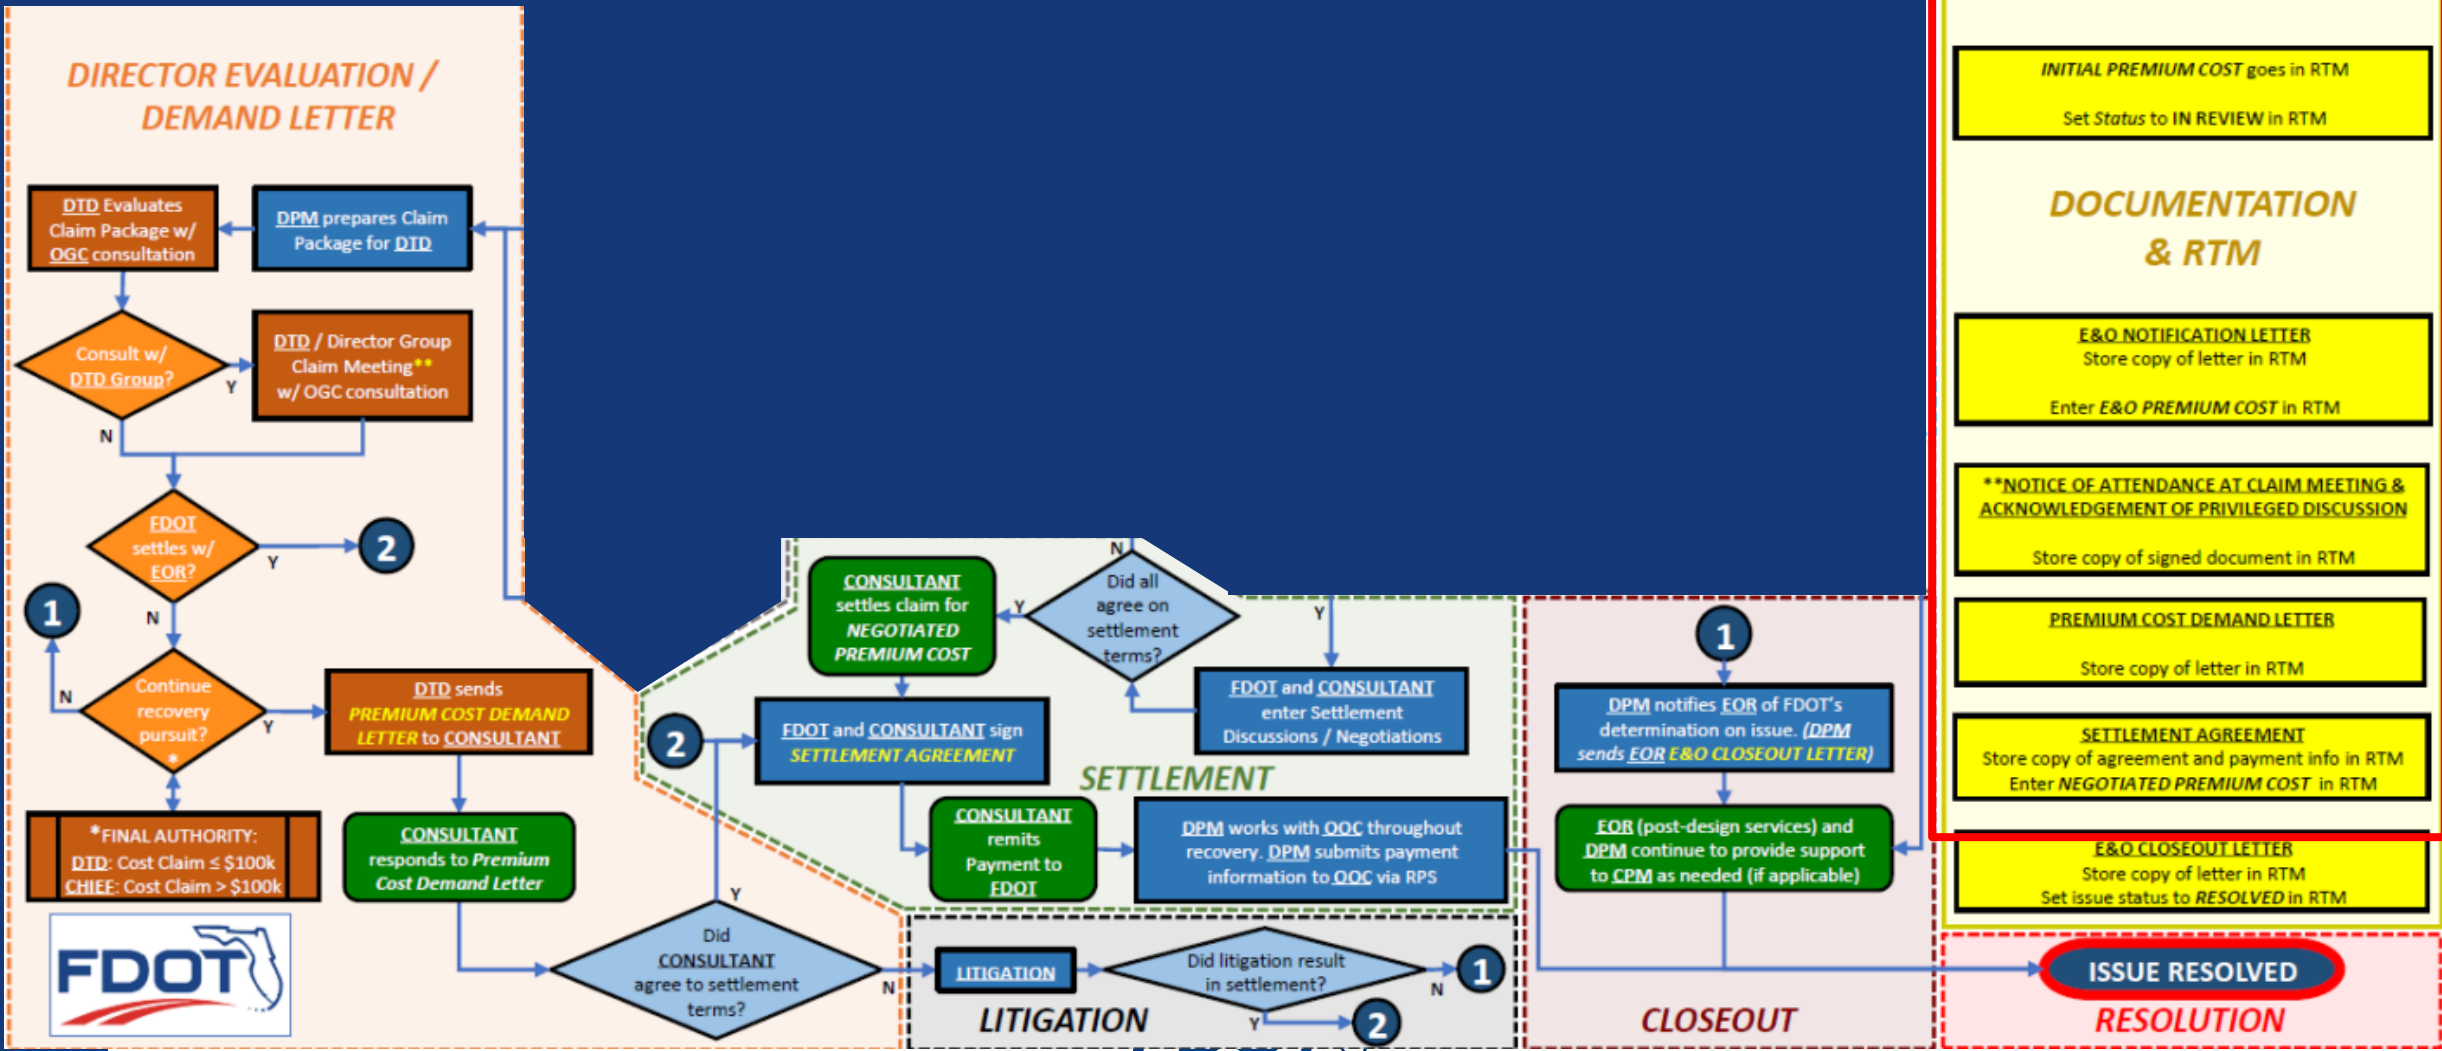 DIRECTOR EVALUATION /
DEMAND LETTER
DTD Evaluates
Claim Package w/
OGC consultation
DPM prepares Claim
Package for DTD
Consult w/
DTD Group?
Y
N
DTD / Director Group
Claim Meeting**
w/ OGC consultation
FDOT
settles w/
EOR?
Y
2
N
1
Continue
recovery
pursuit?
*
N
Y
DTD sends
PREMIUM COST DEMAND
LETTER to CONSULTANT
*FINAL AUTHORITY:
DTD: Cost Claim ≤ $100k
CHIEF: Cost Claim > $100k
CONSULTANT
responds to Premium
Cost Demand Letter
FDOT
Did
CONSULTANT
agree to settlement
terms?
Y
N
CONSULTANT
settles claim for
NEGOTIATED
PREMIUM COST
N
Did all
agree on
settlement
terms?
Y
Y
FDOT and CONSULTANT
enter Settlement
Discussions / Negotiations
2
FDOT and CONSULTANT sign
SETTLEMENT AGREEMENT
SETTLEMENT
CONSULTANT
remits
Payment to
FDOT
DPM works with OOC throughout
recovery. DPM submits payment
information to OOC via RPS
LITIGATION
Did litigation result
in settlement?
N
1
Y
2
LITIGATION
1
DPM notifies EOR of FDOT's
determination on issue. (DPM
sends EOR E&O CLOSEOUT LETTER)
EOR (post-design services) and
DPM continue to provide support
to CPM as needed (if applicable)
CLOSEOUT
INITIAL PREMIUM COST goes in RTM
Set Status to IN REVIEW in RTM
DOCUMENTATION
& RTM
E&O NOTIFICATION LETTER
Store copy of letter in RTM
Enter E&O PREMIUM COST in RTM
**NOTICE OF ATTENDANCE AT CLAIM MEETING &
ACKNOWLEDGEMENT OF PRIVILEGED DISCUSSION
Store copy of signed document in RTM
PREMIUM COST DEMAND LETTER
Store copy of letter in RTM
SETTLEMENT AGREEMENT
Store copy of agreement and payment info in RTM
Enter NEGOTIATED PREMIUM COST in RTM
E&O CLOSEOUT LETTER
Store copy of letter in RTM
Set issue status to RESOLVED in RTM
ISSUE RESOLVED
RESOLUTION